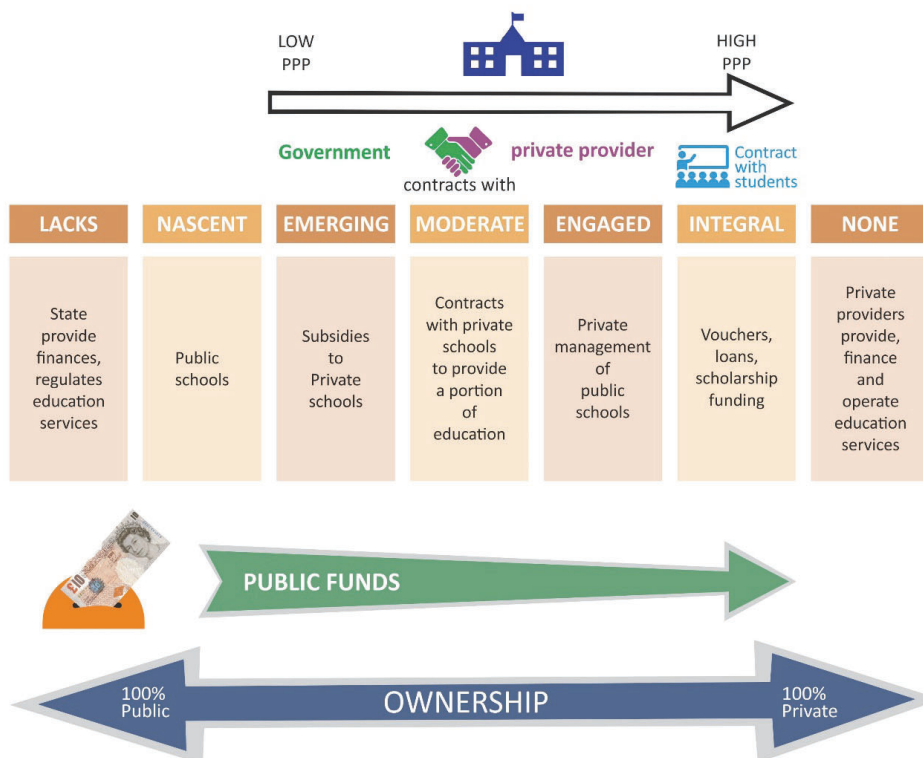 LOW
PPP
HIGH
PPP
Government
private provider
contracts with
Contract
with
students
LACKS
NASCENT
EMERGING
MODERATE
ENGAGED
INTEGRAL
NONE
State
provide
finances,
regulates
education
services
Public
schools
Subsidies
to
Private
schools
Contracts
with private
schools
to provide
a portion
of
education
Private
management
of
public
schools
Vouchers,
loans,
scholarship
funding
Private
providers
provide,
finance
and
operate
education
services
£10
PUBLIC FUNDS
100%
Public
OWNERSHIP
100%
Private